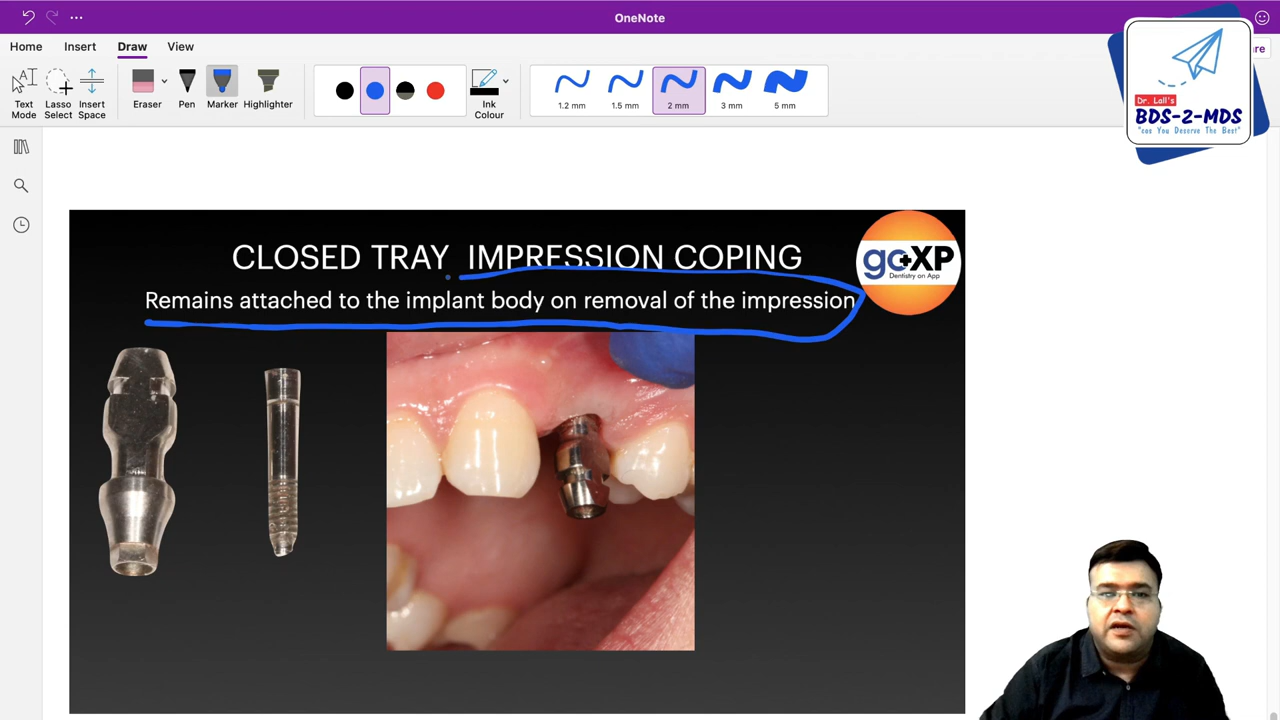 OneNote
Home Insert Draw View
Text Mode
Lasso Select
Insert Space
Eraser
Pen
Marker
Highlighter
Ink Colour
1.2 mm
1.5 mm
2 mm
3 mm
5 mm
are
Dr. Lall's
BDS-2-MDS
"cos You Deserve The Best"
CLOSED TRAY IMPRESSION COPING
Remains attached to the implant body on removal of the impression
goXP
Dentistry on App